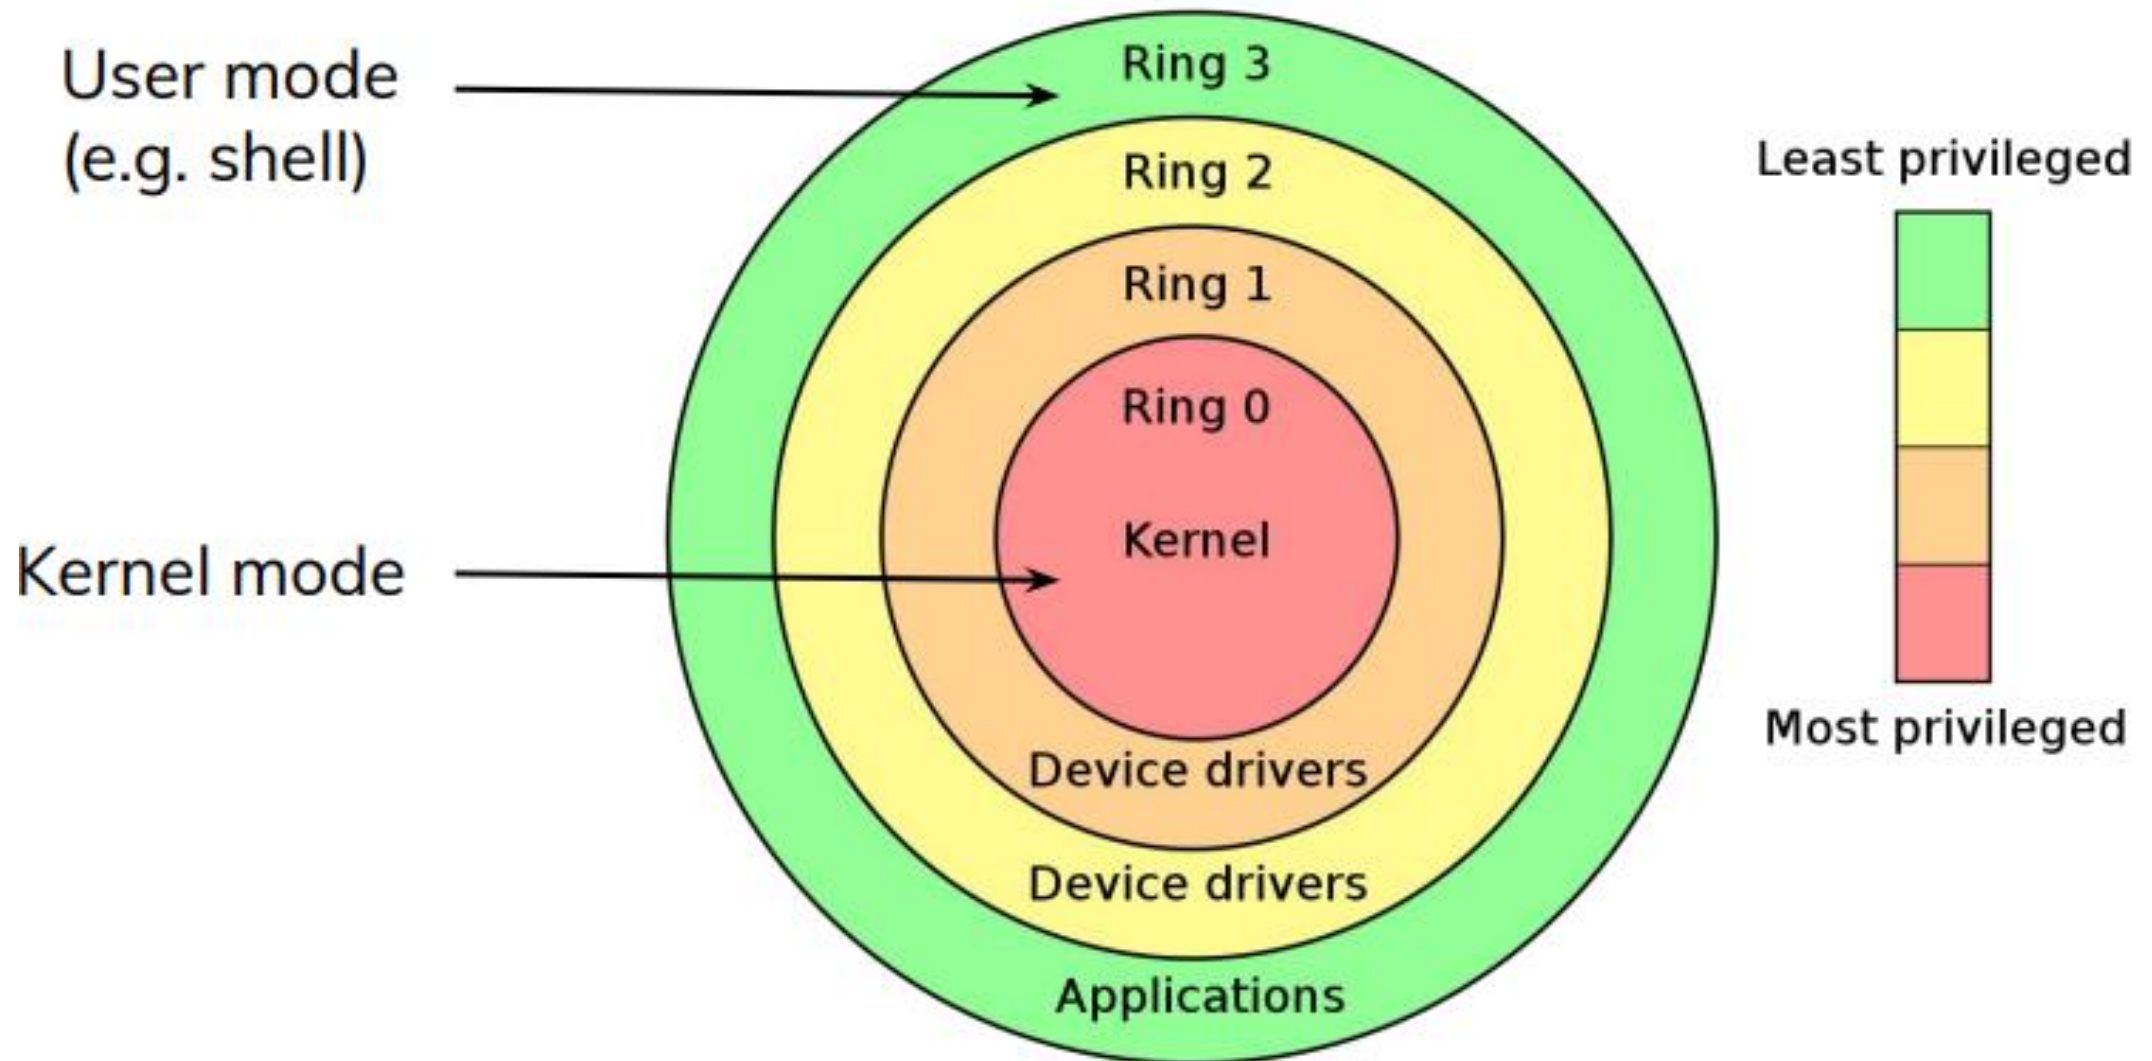 User mode
(e.g. shell)
Kernel mode
Ring 3
Ring 2
Ring 1
Ring 0
Kernel
Device drivers
Device drivers
Applications
Least privileged
Most privileged